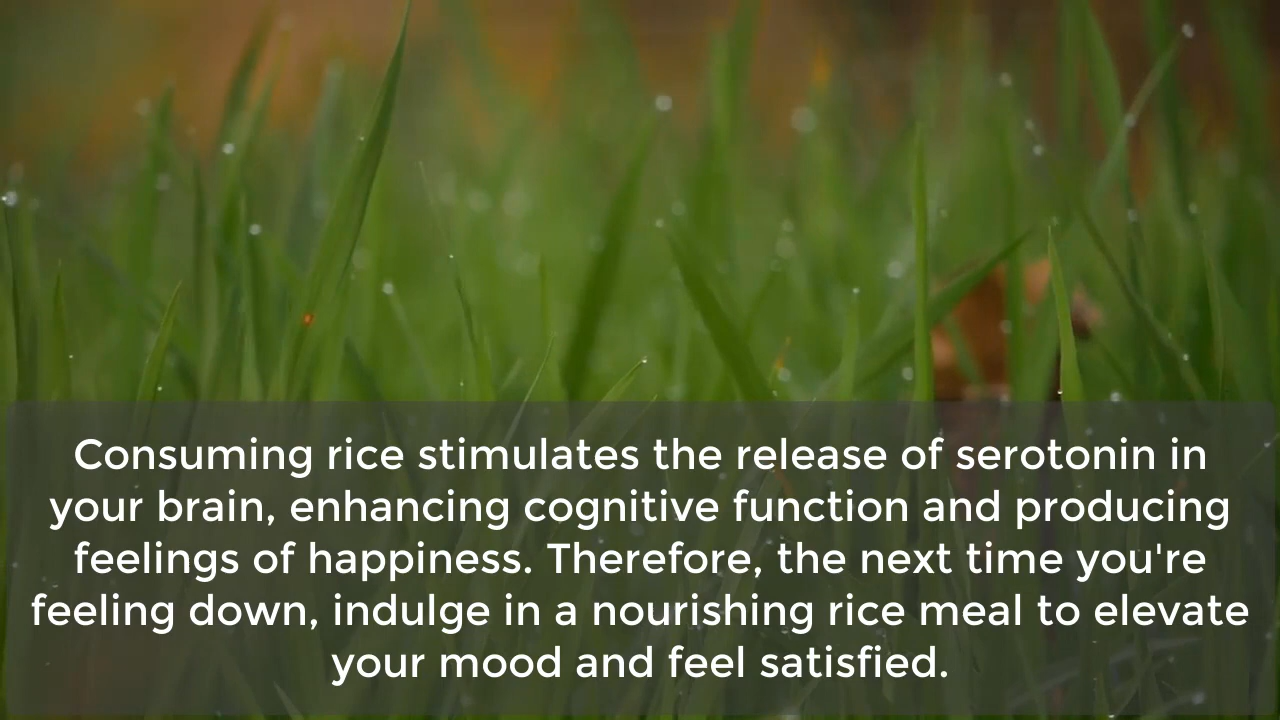 Consuming rice stimulates the release of serotonin in
your brain, enhancing cognitive function and producing
feelings of happiness. Therefore, the next time you're
feeling down, indulge in a nourishing rice meal to elevate
your mood and feel satisfied.